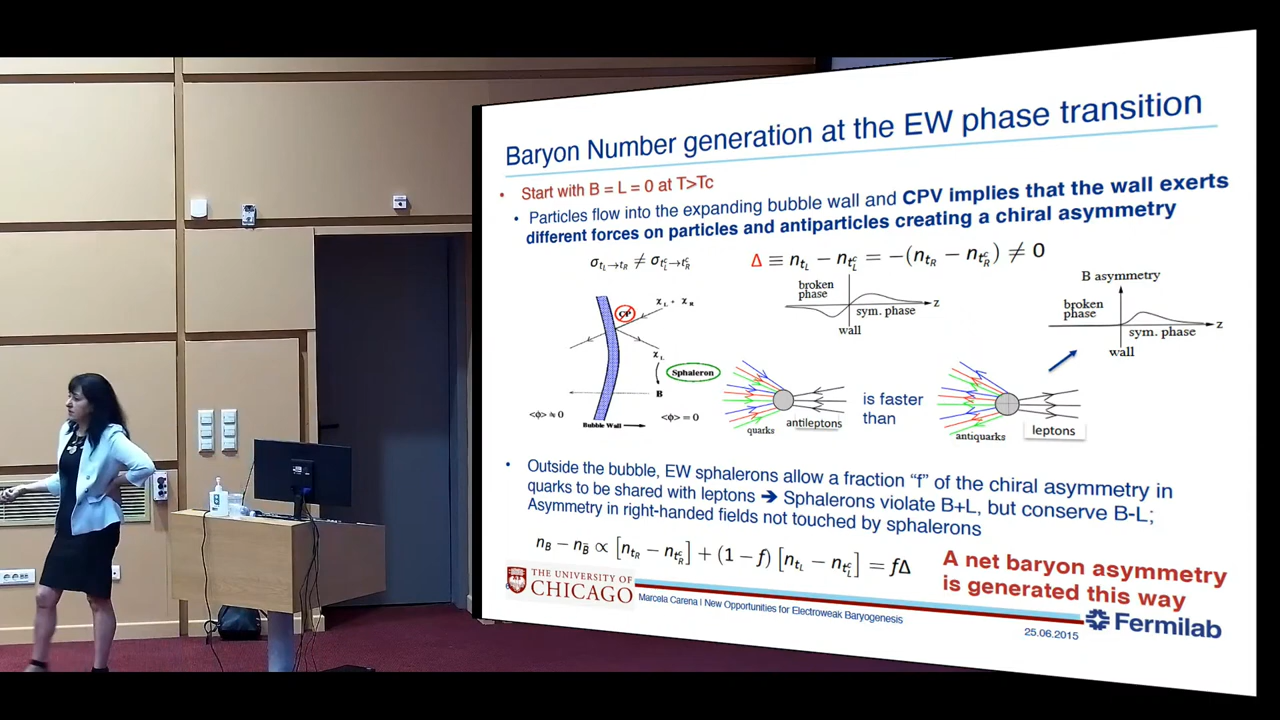 Baryon Number generation at the EW phase transition
• Start with B = L = 0 at T>Tc
• Particles flow into the expanding bubble wall and CPV implies that the wall exerts
different forces on particles and antiparticles creating a chiral asymmetry
σ_{t_L→t_R} ≠ σ_{t_L^c→t_R^c}
Δ ≡ n_{t_L} − n_{t_L^c} = −(n_{t_R} − n_{t_R^c}) ≠ 0
broken
phase
z
sym. phase
wall
B asymmetry
broken
phase
z
sym. phase
wall
CP
χ_L + χ_R
χ_L
Sphaleron
B
<ϕ> = 0
Bubble Wall
quarks
antileptons
is faster
than
antiquarks
leptons
• Outside the bubble, EW sphalerons allow a fraction “f” of the chiral asymmetry in
quarks to be shared with leptons ➔ Sphalerons violate B+L, but conserve B-L;
Asymmetry in right-handed fields not touched by sphalerons
n_B − n_{B̄} ∝ [n_{t_R} − n_{t_R^c}] + (1 − f) [n_{t_L} − n_{t_L^c}] = fΔ
A net baryon asymmetry
is generated this way
THE UNIVERSITY OF
CHICAGO
Marcela Carena | New Opportunities for Electroweak Baryogenesis
25.06.2015
Fermilab